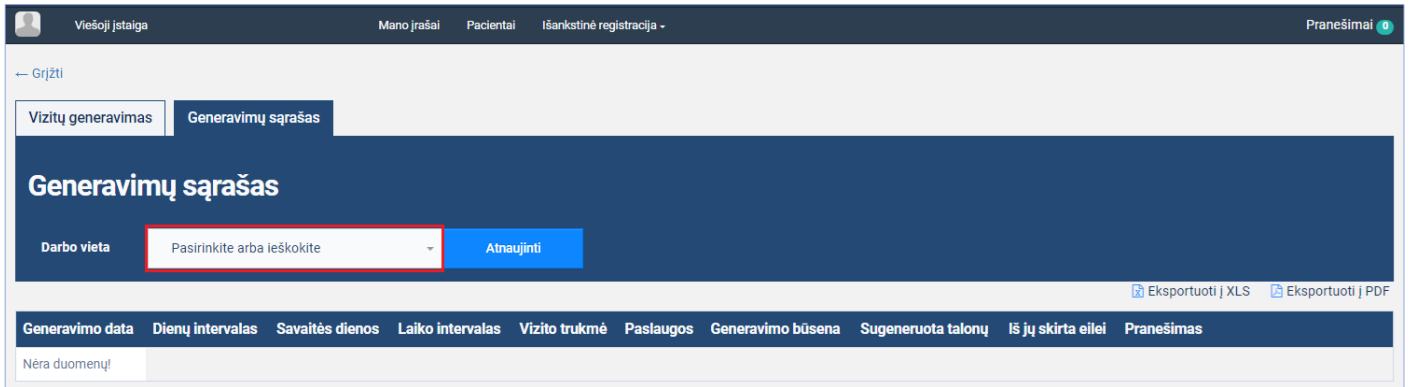 Viešoji įstaiga Mano įrašai Pacientai Išankstinė registracija Pranešimai 0
← Grįžti
Vizitų generavimas Generavimų sąrašas
Generavimų sąrašas
Darbo vieta Pasirinkite arba ieškokite Atnaujinti
Eksportuoti į XLS Eksportuoti į PDF
Generavimo data Dienų intervalas Savaitės dienos Laiko intervalas Vizito trukmė Paslaugos Generavimo būsena Sugeneruota talonų Iš jų skirta eilei Pranešimas
Nėra duomenų!